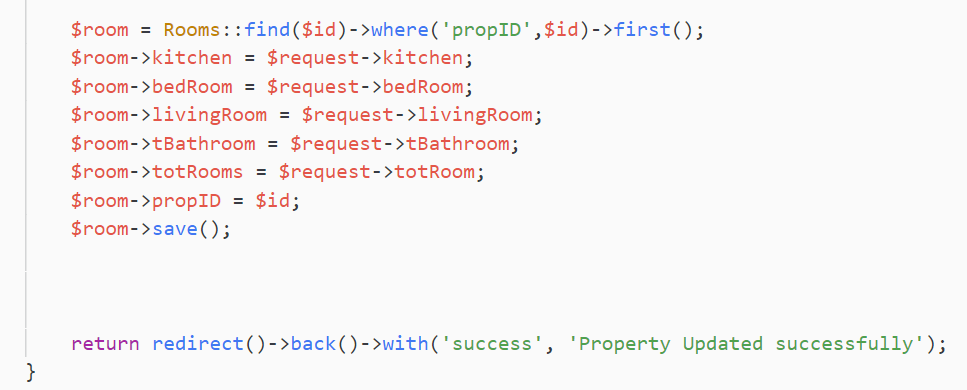 $room = Rooms::find($id)->where('propID',$id)->first();
$room->kitchen = $request->kitchen;
$room->bedRoom = $request->bedRoom;
$room->livingRoom = $request->livingRoom;
$room->tBathroom = $request->tBathroom;
$room->totRooms = $request->totRoom;
$room->propID = $id;
$room->save();
return redirect()->back()->with('success', 'Property Updated successfully');
}